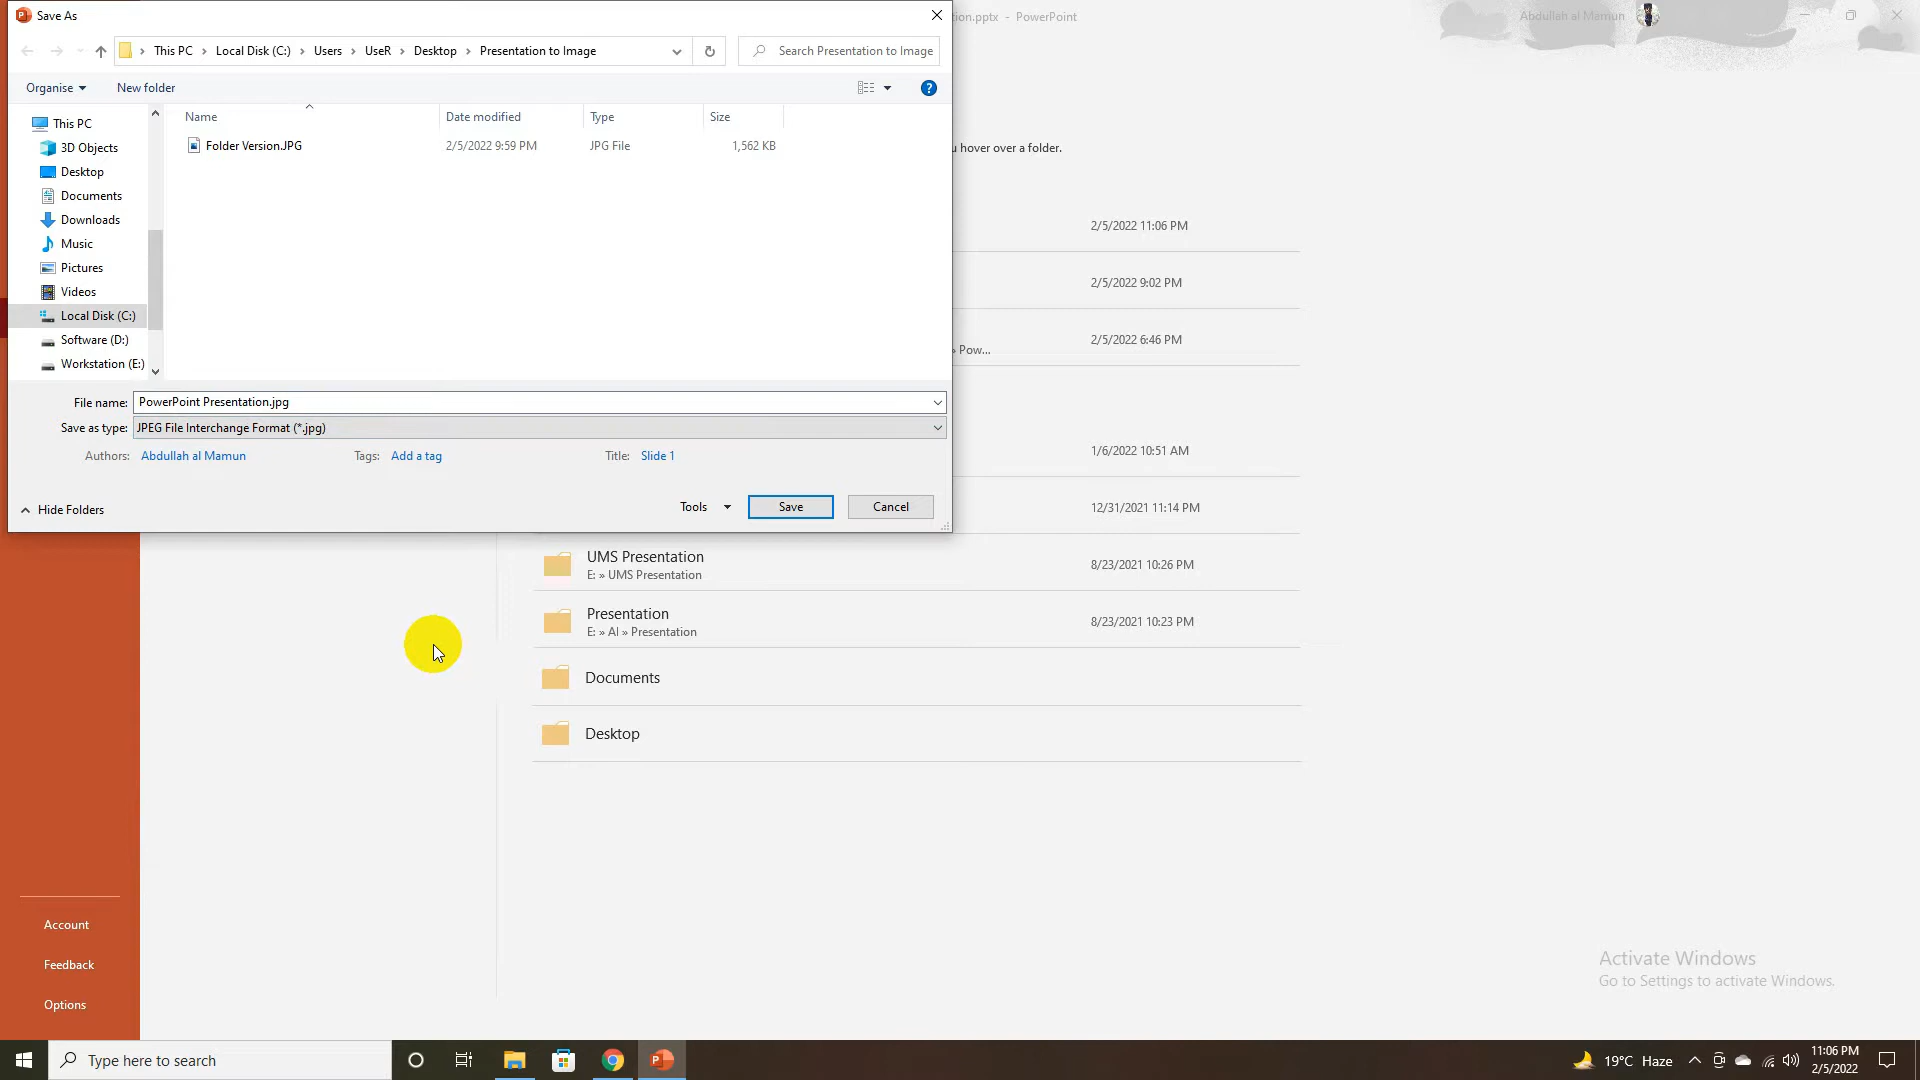 Save As
tion.pptx - PowerPoint
Abdullah al Mamun
This PC > Local Disk (C:) > Users > UseR > Desktop > Presentation to Image
Search Presentation to Image
Organise
New folder
This PC
3D Objects
Desktop
Documents
Downloads
Music
Pictures
Videos
Local Disk (C:)
Software (D:)
Workstation (E:)
Name Date modified Type Size
Folder Version.JPG 2/5/2022 9:59 PM JPG File 1,562 KB
File name: PowerPoint Presentation.jpg
Save as type: JPEG File Interchange Format (*.jpg)
Authors: Abdullah al Mamun Tags: Add a tag Title: Slide 1
Hide Folders
Tools Save Cancel
u hover over a folder.
2/5/2022 11:06 PM
2/5/2022 9:02 PM
2/5/2022 6:46 PM
» Pow...
1/6/2022 10:51 AM
12/31/2021 11:14 PM
UMS Presentation
E: » UMS Presentation
8/23/2021 10:26 PM
Presentation
E: » AI » Presentation
8/23/2021 10:23 PM
Documents
Desktop
Account
Feedback
Options
Activate Windows
Go to Settings to activate Windows.
Type here to search
19°C Haze
11:06 PM
2/5/2022